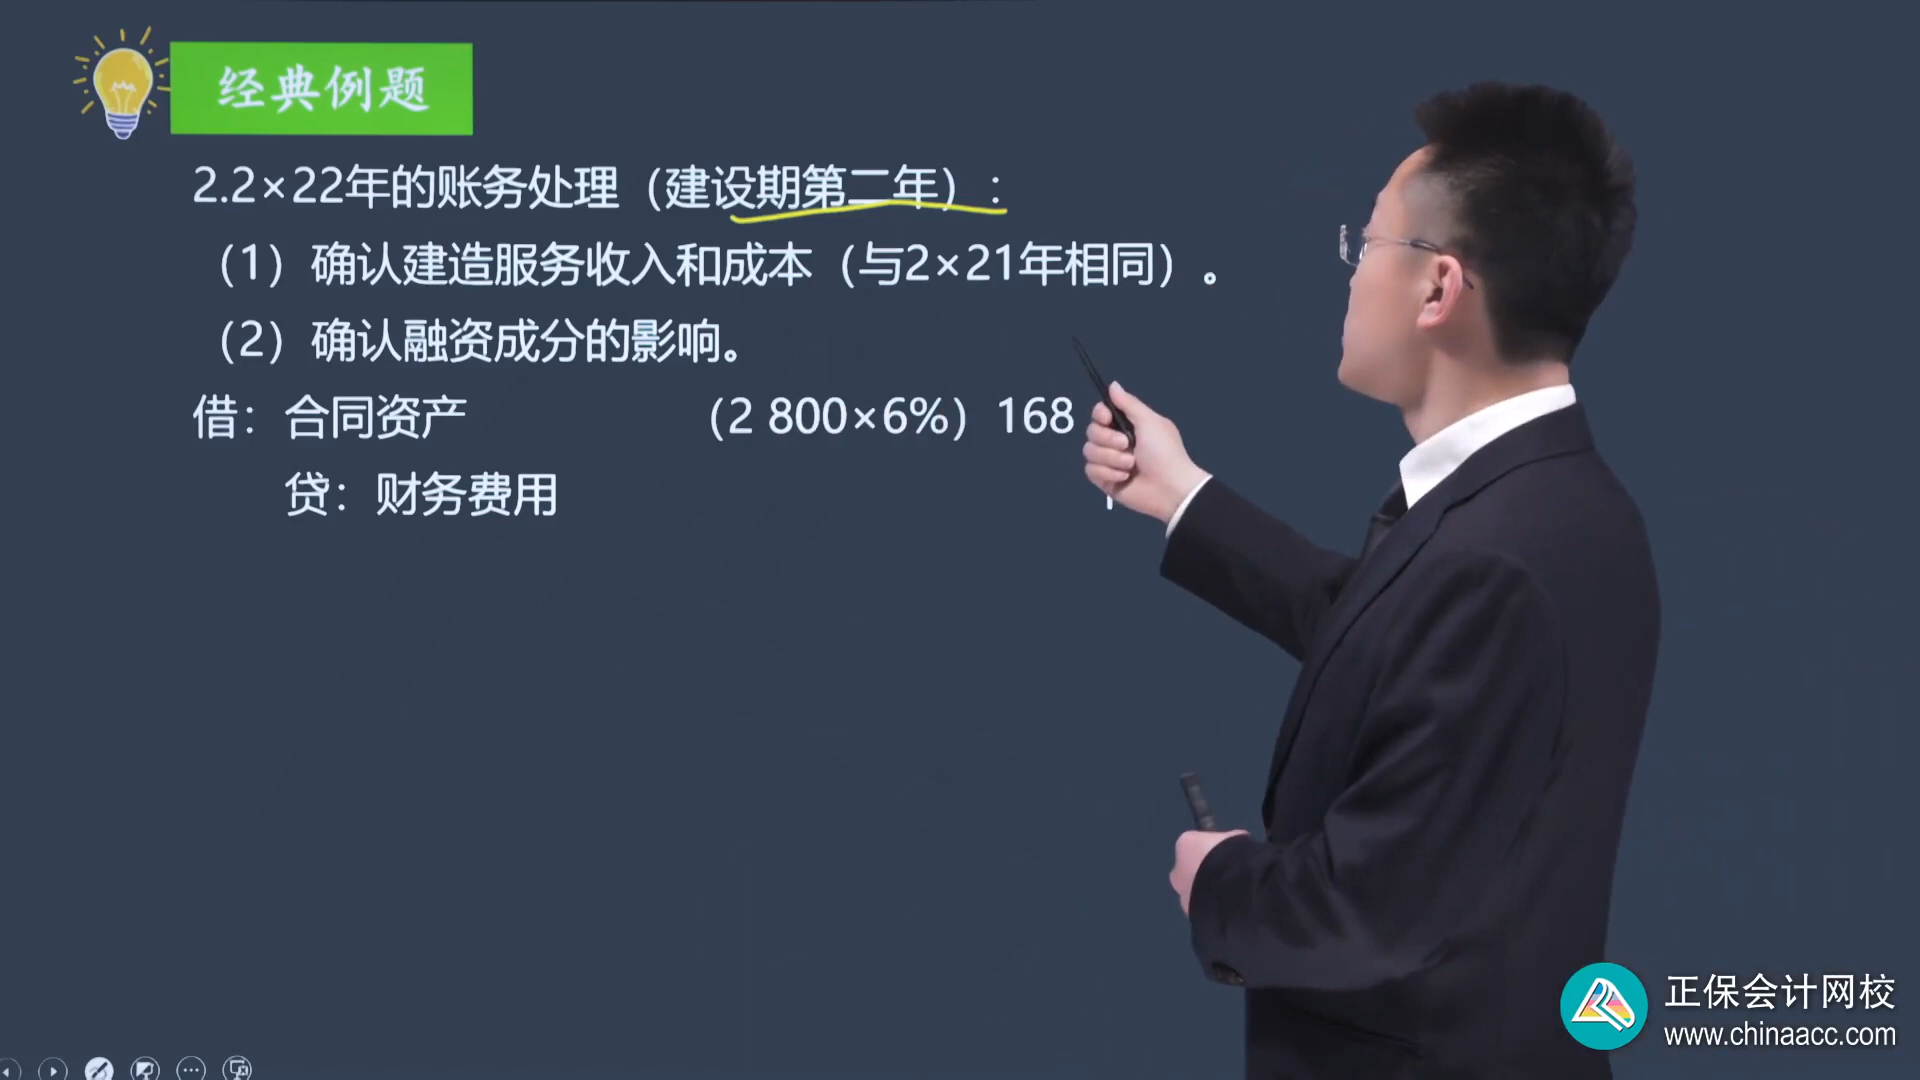 经典例题
2.2×22年的账务处理（建设期第二年）：
（1）确认建造服务收入和成本（与2×21年相同）。
（2）确认融资成分的影响。
借：合同资产 （2 800×6%）168
贷：财务费用
正保会计网校
www.chinaacc.com